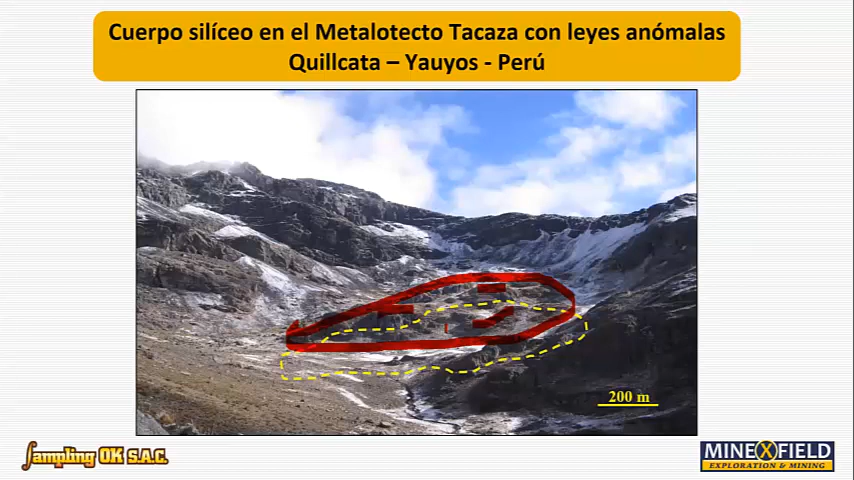 Cuerpo silíceo en el Metalotecto Tacaza con leyes anómalas
Quillcata – Yauyos - Perú
200 m
Sampling OK S.A.C.
MINEXFIELD
EXPLORATION & MINING